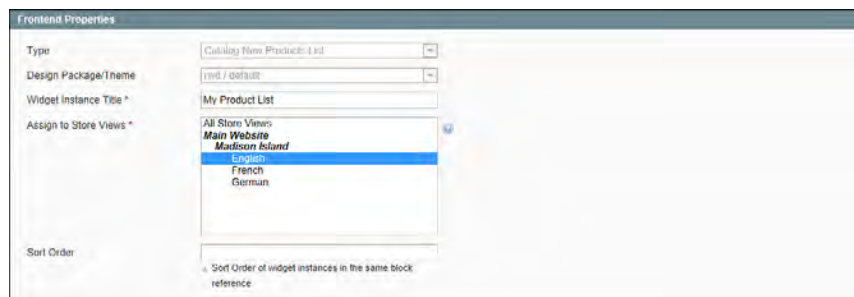 Frontend Properties
Type
Catalog New Products List
Design Package/Theme
rwd / default
Widget Instance Title *
My Product List
Assign to Store Views *
All Store Views
Main Website
Madison Island
English
French
German
Sort Order
Sort Order of widget instances in the same block
reference